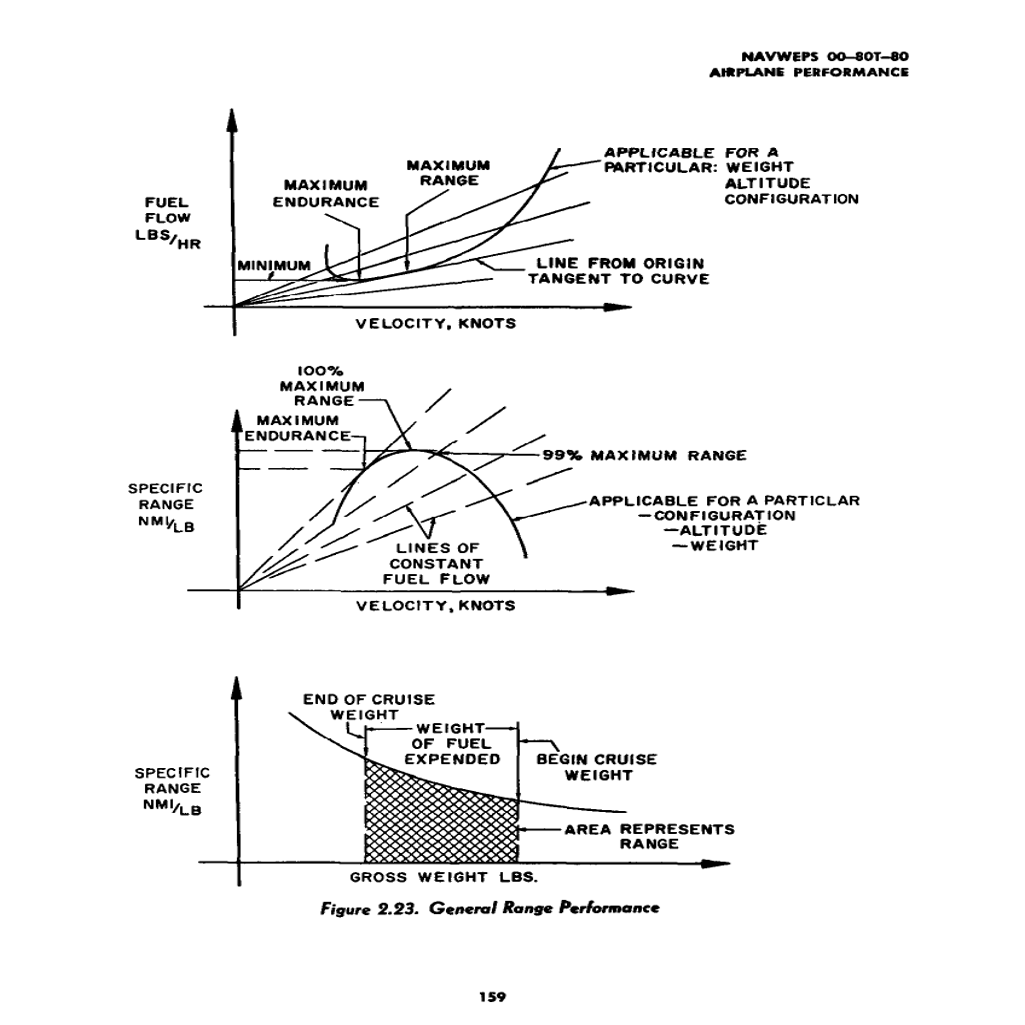 NAVWEPS 00-80T-80
AIRPLANE PERFORMANCE
FUEL
FLOW
LBS/HR
MAXIMUM
ENDURANCE
MAXIMUM
RANGE
APPLICABLE FOR A
PARTICULAR: WEIGHT
ALTITUDE
CONFIGURATION
MINIMUM
LINE FROM ORIGIN
TANGENT TO CURVE
VELOCITY, KNOTS
100%
MAXIMUM
RANGE
MAXIMUM
ENDURANCE
99% MAXIMUM RANGE
SPECIFIC
RANGE
NMI/LB
APPLICABLE FOR A PARTICLAR
—CONFIGURATION
—ALTITUDE
—WEIGHT
LINES OF
CONSTANT
FUEL FLOW
VELOCITY, KNOTS
END OF CRUISE
WEIGHT
WEIGHT
OF FUEL
EXPENDED
BEGIN CRUISE
WEIGHT
SPECIFIC
RANGE
NMI/LB
AREA REPRESENTS
RANGE
GROSS WEIGHT LBS.
Figure 2.23. General Range Performance
159